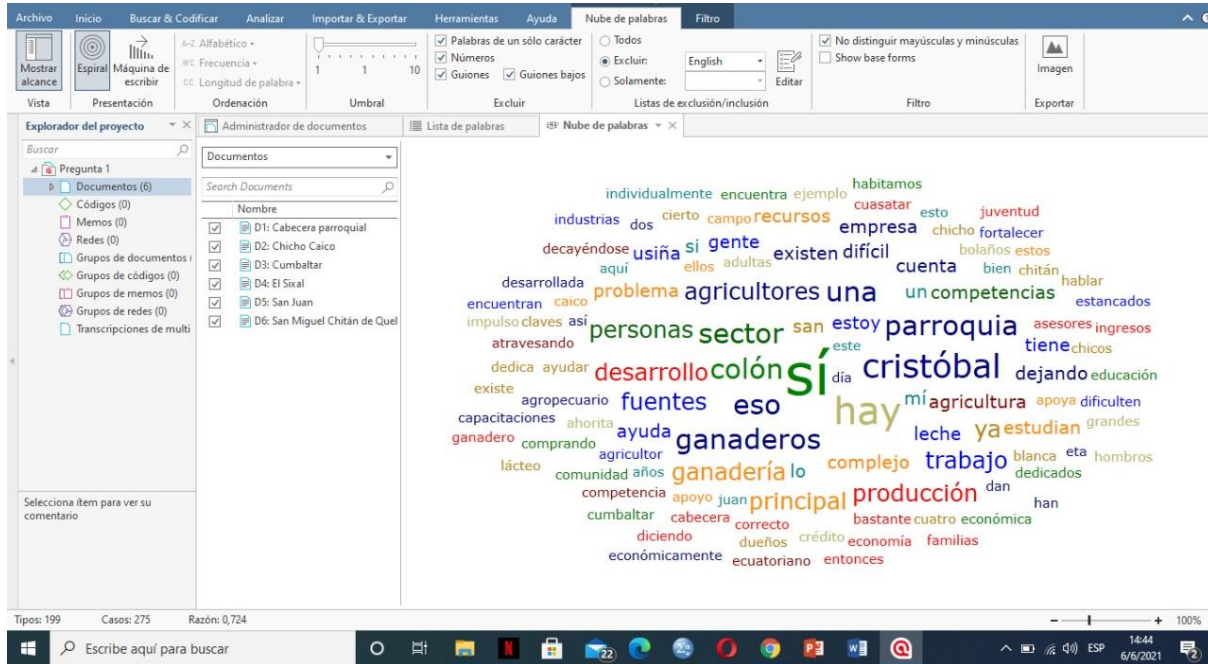 Archivo Inicio Buscar & Codificar Analizar Importar & Exportar Herramientas Ayuda Nube de palabras Filtro
Mostrar alcance
Espiral
Máquina de escribir
A-Z Alfabético
WC Frecuencia
CC Longitud de palabra
1 1 10
Palabras de un sólo carácter
Números
Guiones Guiones bajos
Todos
Excluir: English
Solamente:
Editar
No distinguir mayúsculas y minúsculas
Show base forms
Imagen
Vista Presentación Ordenación Umbral Excluir Listas de exclusión/inclusión Filtro Exportar
Explorador del proyecto
Administrador de documentos Lista de palabras Nube de palabras
Buscar
Pregunta 1
Documentos (6)
Códigos (0)
Memos (0)
Redes (0)
Grupos de documentos
Grupos de códigos (0)
Grupos de memos (0)
Grupos de redes (0)
Transcripciones de multi
Selecciona ítem para ver su
comentario
Documentos
Search Documents
Nombre
D1: Cabecera parroquial
D2: Chicho Caico
D3: Cumbaltar
D4: El Sixal
D5: San Juan
D6: San Miguel Chitán de Quel
habitamos
individualmente encuentra ejemplo
cuasatar
industrias dos cierto campo recursos empresa esto juventud
chicho fortalecer
decayéndose usiña si gente existen difícil bolaños estos
aquí ellos adultas cuenta bien chitán
desarrollada hablar
encuentran caico problema agricultores una un competencias
estancados
impulso claves así personas sector san estoy parroquia asesores ingresos
atravesando este tiene chicos
dedica ayudar desarrollo colón sí día cristóbal dejando educación
existe
agropecuario fuentes eso hay mí agricultura apoya dificulten
capacitaciones ahorita
ganadero comprando ayuda ganaderos leche ya estudian grandes
agricultor
lácteo comunidad años ganadería lo complejo trabajo blanca eta hombros
dedicados
competencia apoyo juan principal producción dan
han
cumbaltar cabecera correcto bastante cuatro económica
diciendo dueños crédito economía familias
económicamente ecuatoriano entonces
Tipos: 199 Casos: 275 Razón: 0,724
100%
Escribe aquí para buscar
22
ESP
14:44
6/6/2021
2